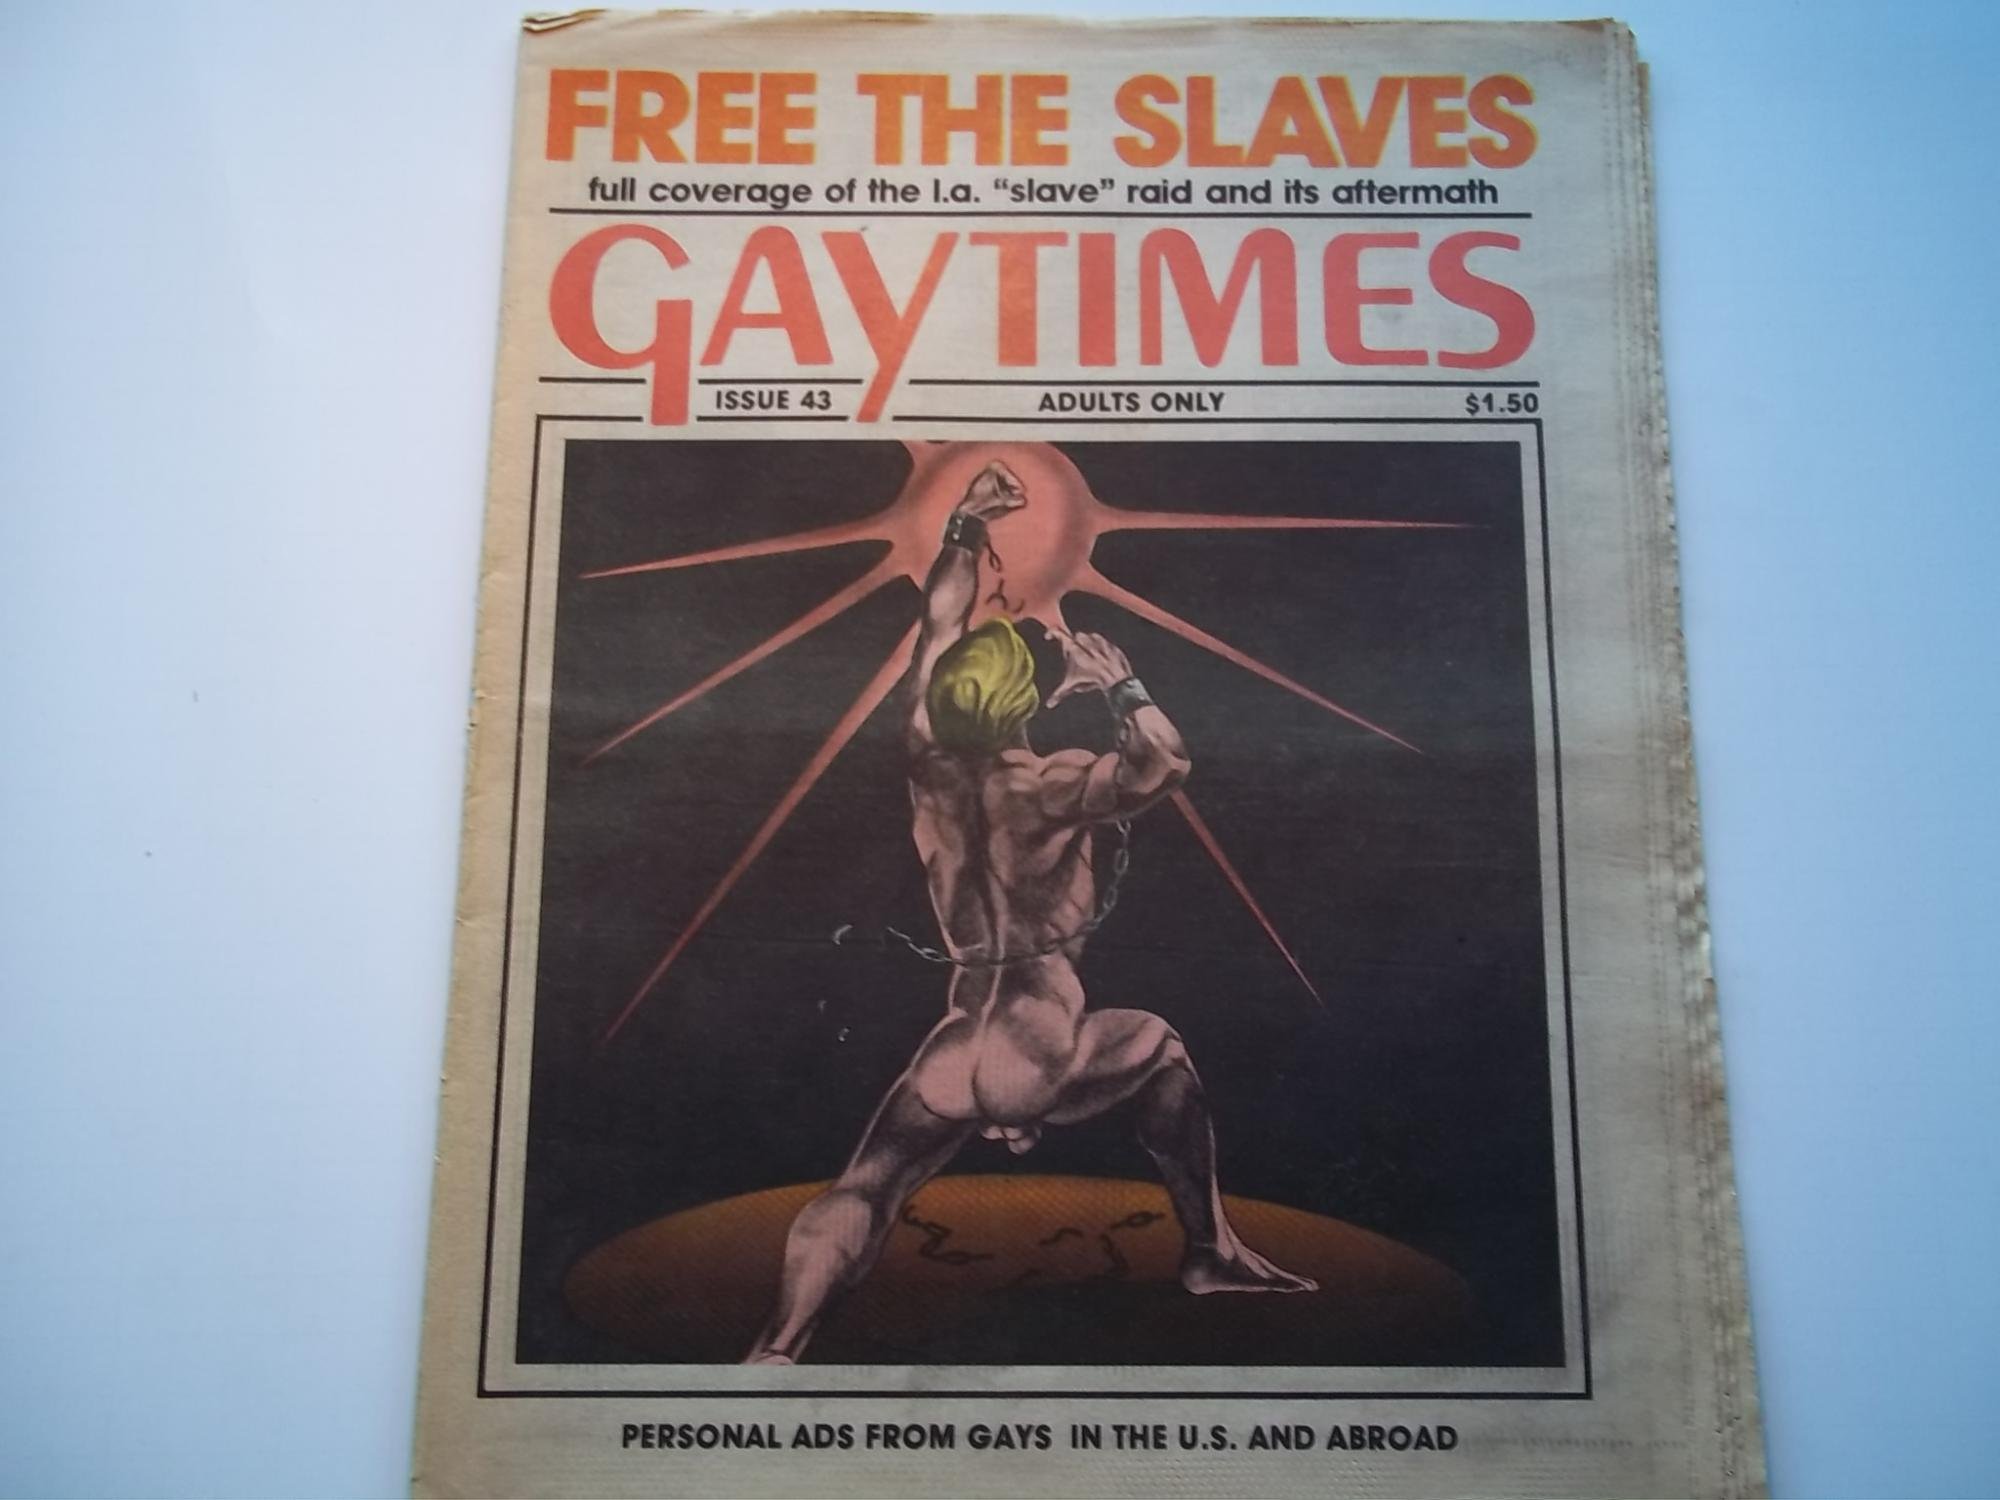 FREE THE SLAVES
full coverage of the l.a. “slave” raid and its aftermath
GAYTIMES
ISSUE 43 ADULTS ONLY $1.50
PERSONAL ADS FROM GAYS IN THE U.S. AND ABROAD